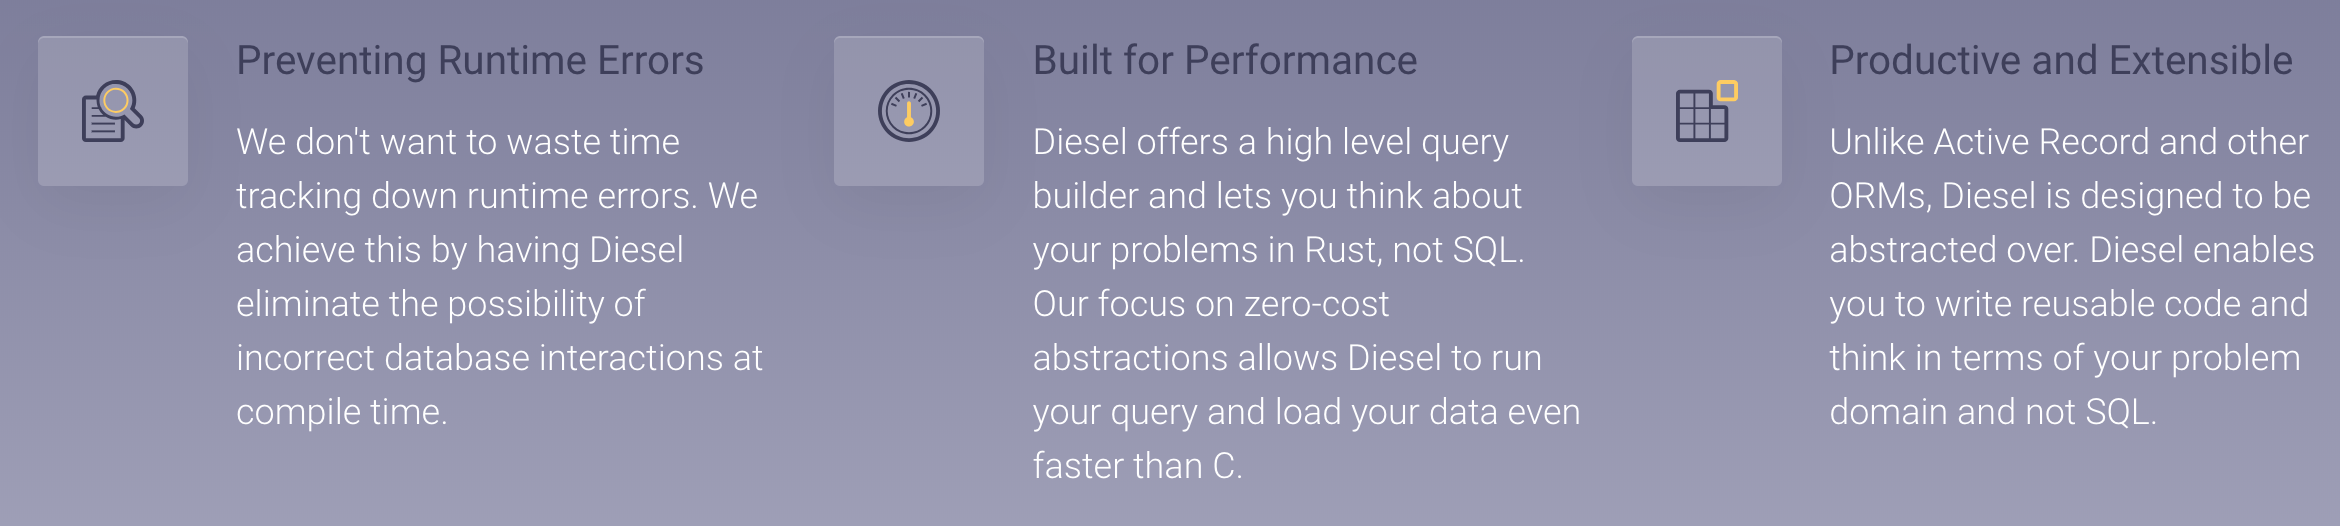 Preventing Runtime Errors
We don't want to waste time
tracking down runtime errors. We
achieve this by having Diesel
eliminate the possibility of
incorrect database interactions at
compile time.
Built for Performance
Diesel offers a high level query
builder and lets you think about
your problems in Rust, not SQL.
Our focus on zero-cost
abstractions allows Diesel to run
your query and load your data even
faster than C.
Productive and Extensible
Unlike Active Record and other
ORMs, Diesel is designed to be
abstracted over. Diesel enables
you to write reusable code and
think in terms of your problem
domain and not SQL.